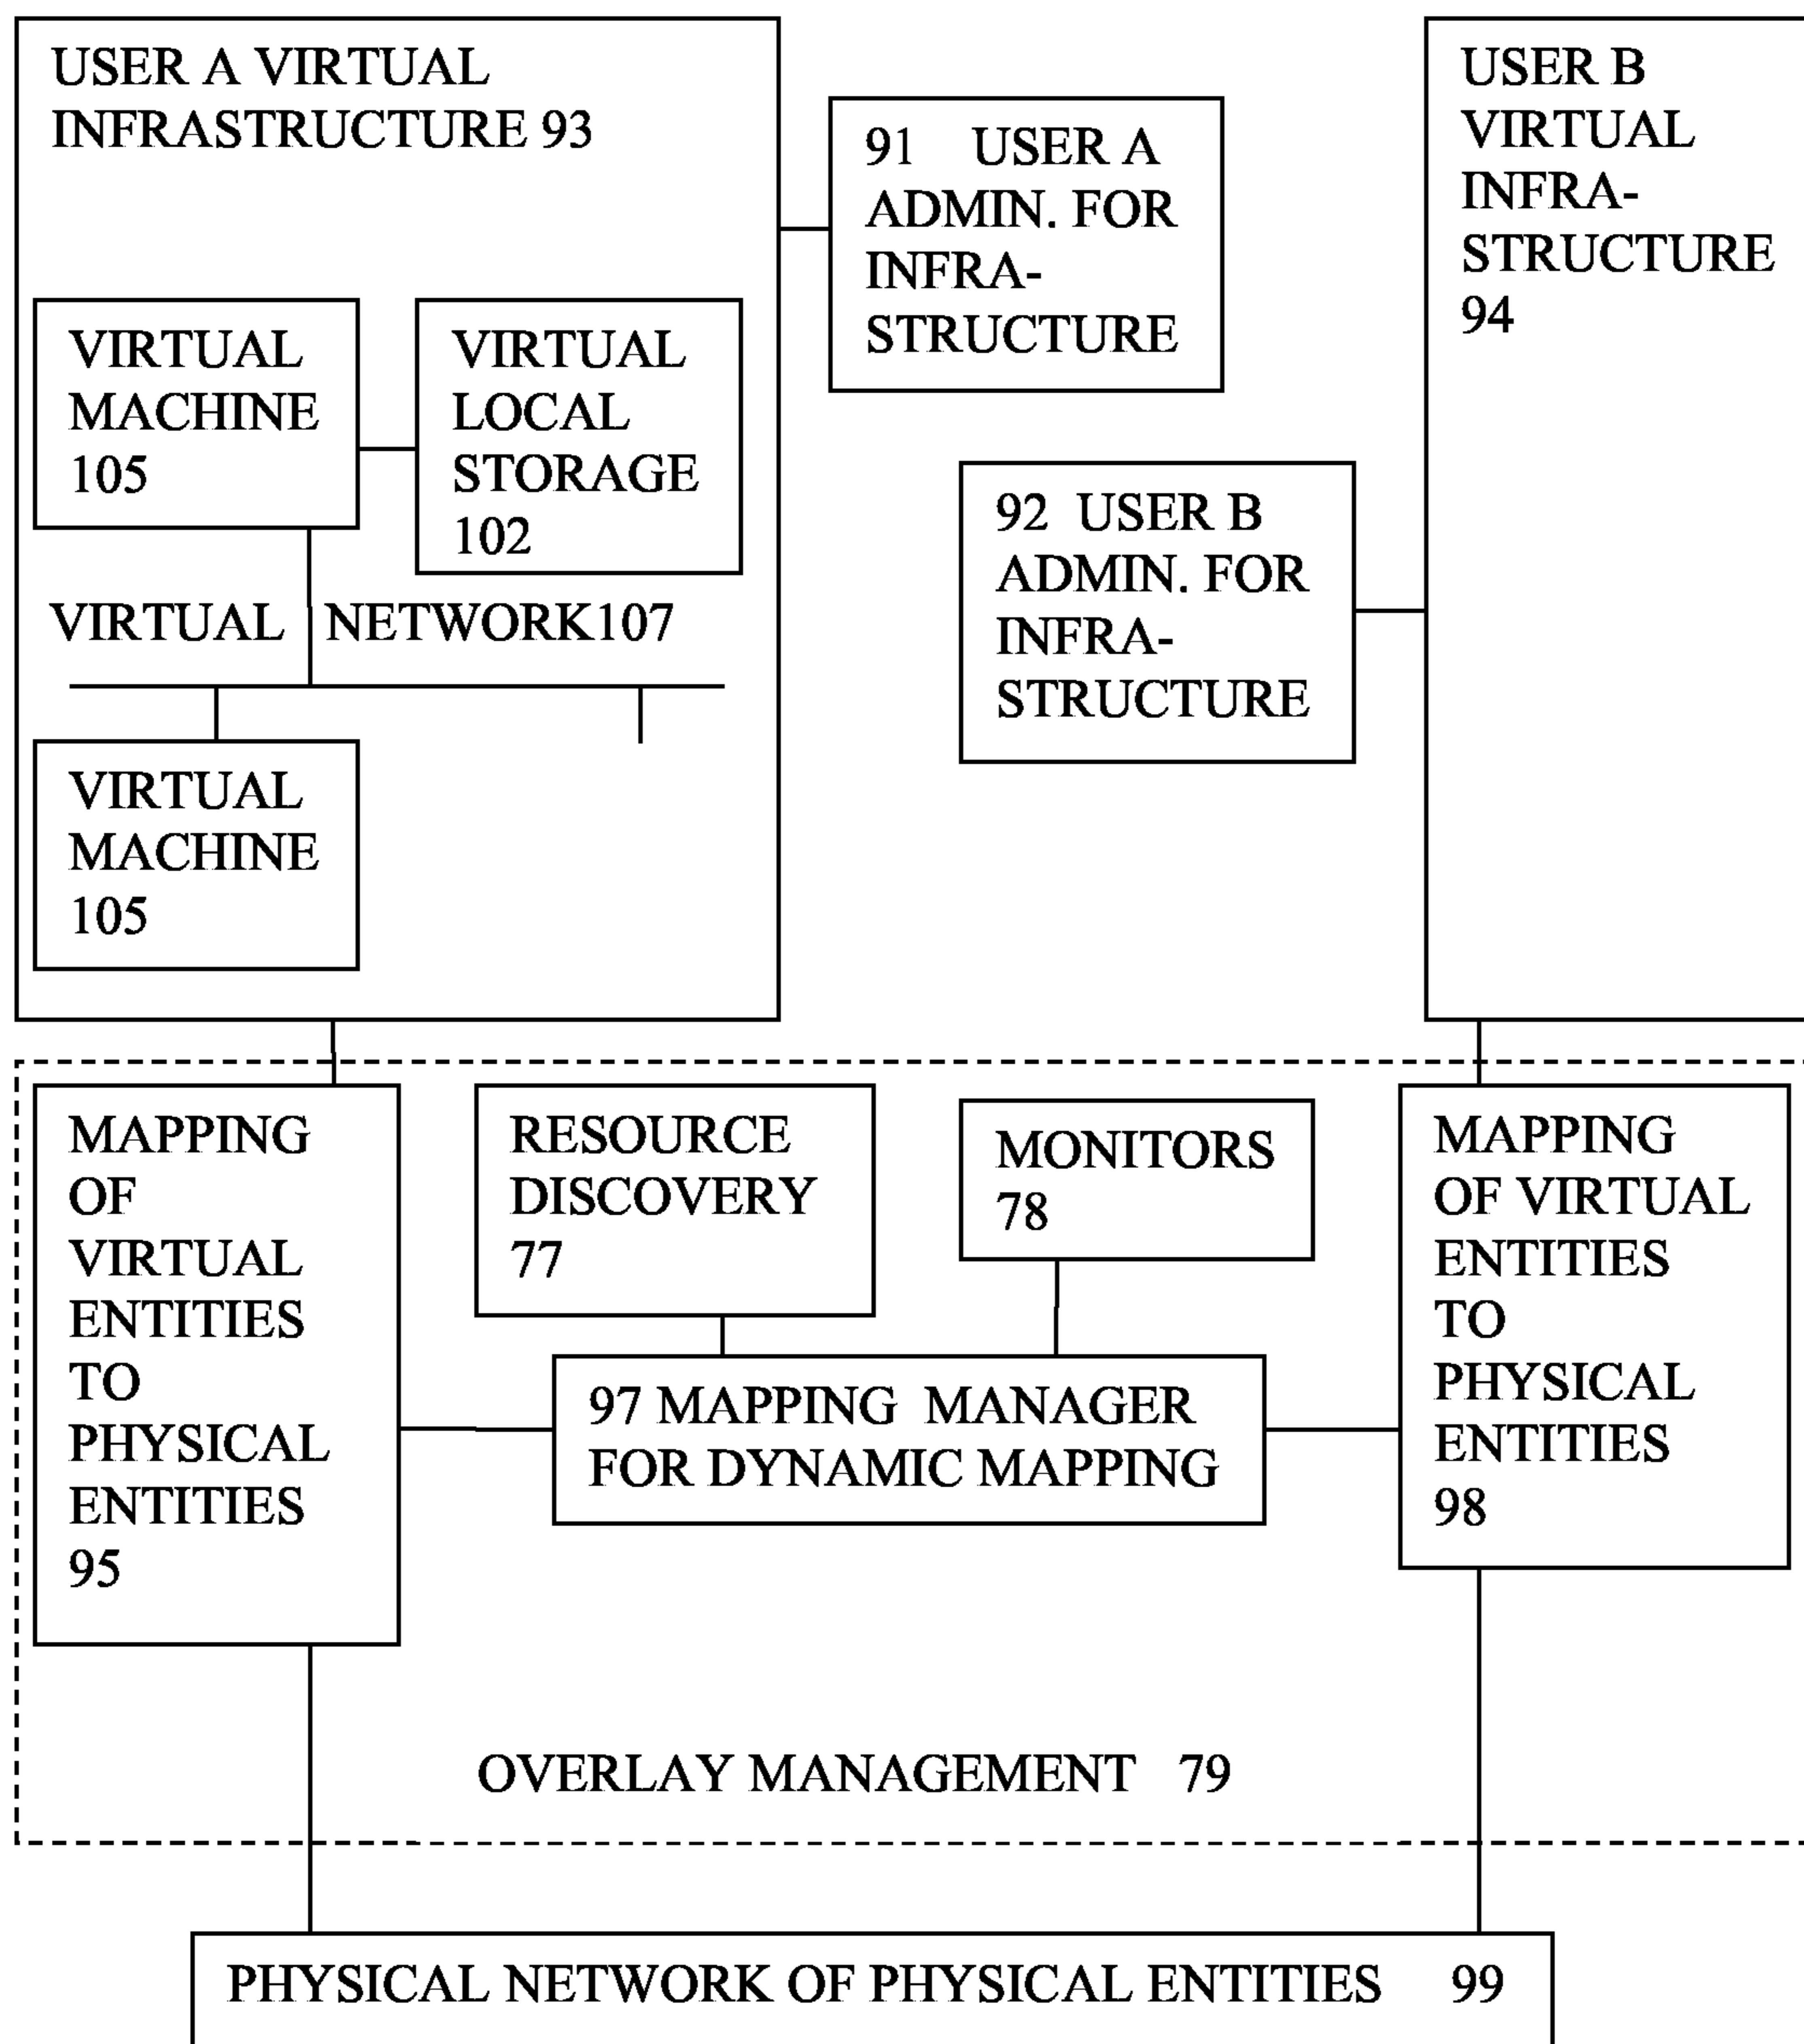 USER A VIRTUAL
INFRASTRUCTURE 93
VIRTUAL
MACHINE
105
VIRTUAL
LOCAL
STORAGE
102
VIRTUAL NETWORK107
VIRTUAL
MACHINE
105
91 USER A
ADMIN. FOR
INFRA-
STRUCTURE
92 USER B
ADMIN. FOR
INFRA-
STRUCTURE
USER B
VIRTUAL
INFRA-
STRUCTURE
94
MAPPING
OF
VIRTUAL
ENTITIES
TO
PHYSICAL
ENTITIES
95
RESOURCE
DISCOVERY
77
MONITORS
78
97 MAPPING MANAGER
FOR DYNAMIC MAPPING
MAPPING
OF VIRTUAL
ENTITIES
TO
PHYSICAL
ENTITIES
98
OVERLAY MANAGEMENT 79
PHYSICAL NETWORK OF PHYSICAL ENTITIES 99